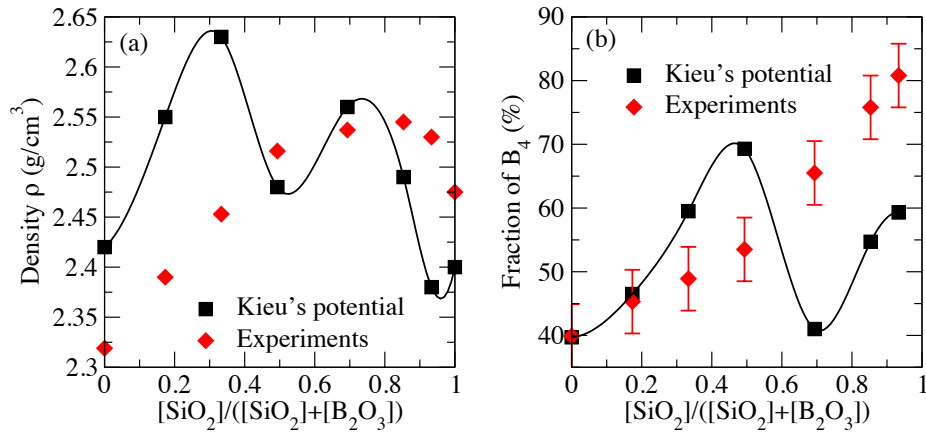 (a)
2.65
2.6
2.55
2.5
2.45
2.4
2.35
2.3
Density ρ (g/cm³)
Kieu's potential
Experiments
0 0.2 0.4 0.6 0.8 1
[SiO₂]/([SiO₂]+[B₂O₃])
(b)
90
80
70
60
50
40
Fraction of B₄ (%)
Kieu's potential
Experiments
0 0.2 0.4 0.6 0.8 1
[SiO₂]/([SiO₂]+[B₂O₃])